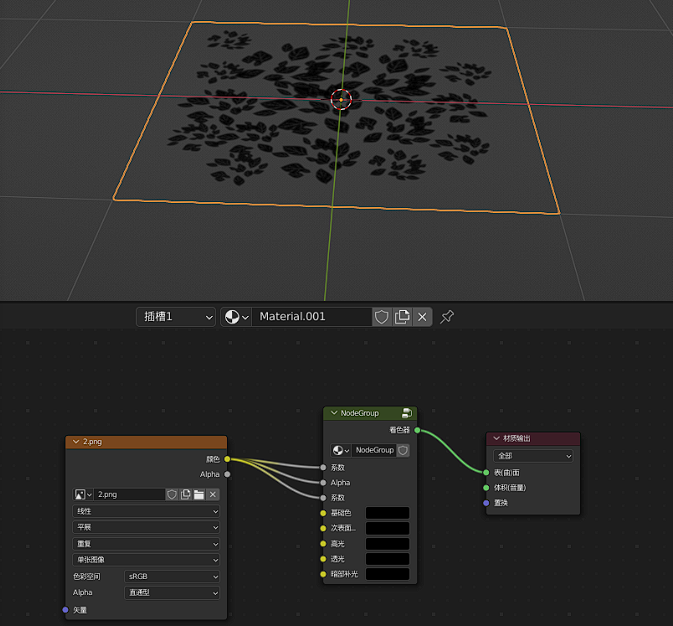 插槽1
Material.001
2.png
颜色
Alpha
2.png
线性
平展
重复
单张图像
色彩空间 sRGB
Alpha 直通型
矢量
NodeGroup
着色器
NodeGroup
系数
Alpha
系数
基础色
次表面..
高光
透光
暗部补光
材质输出
全部
表(曲)面
体积(音量)
置换